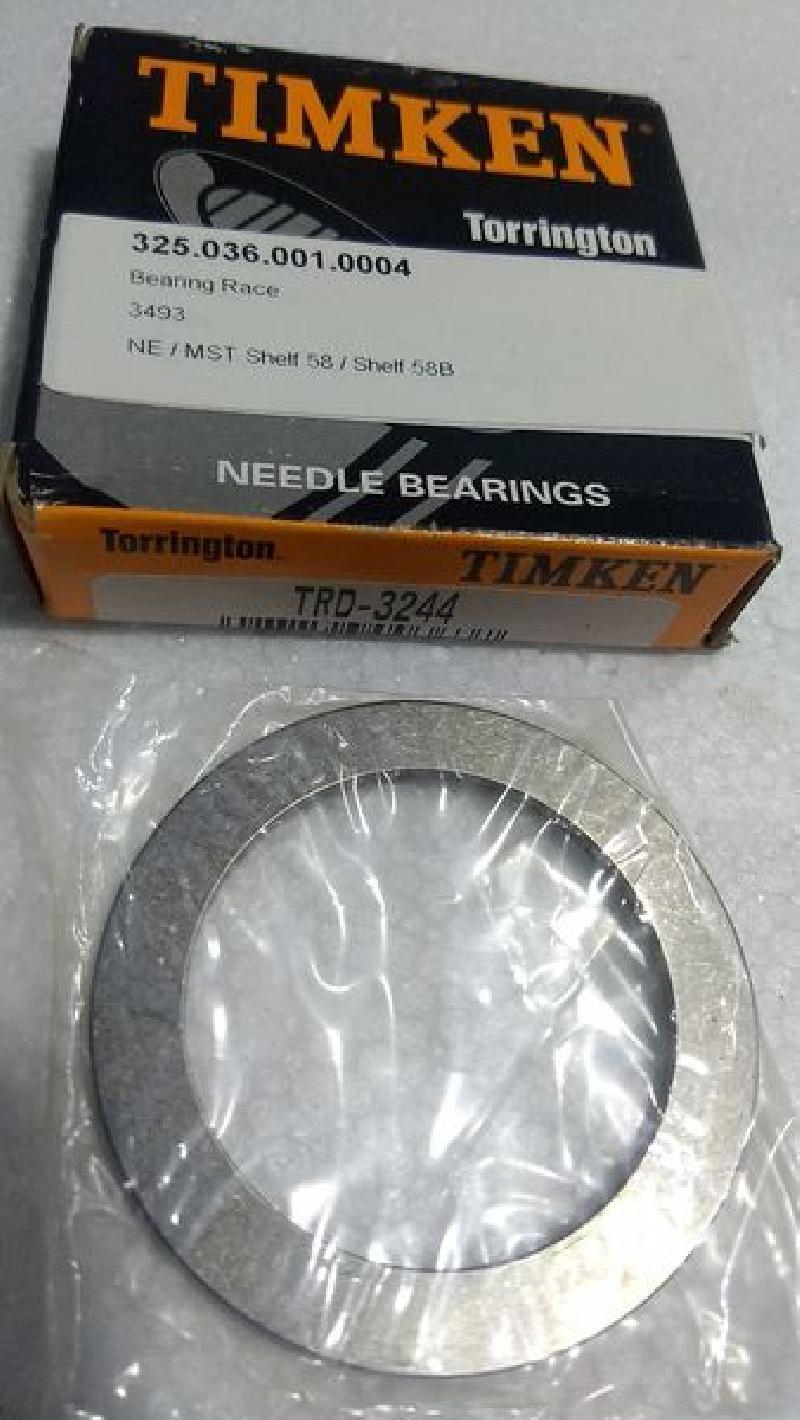 TIMKEN
Torrington
325.036.001.0004
Bearing Race
3493
NE / MST Shelf 58 / Shelf 58B
NEEDLE BEARINGS
Torrington TIMKEN
TRD-3244